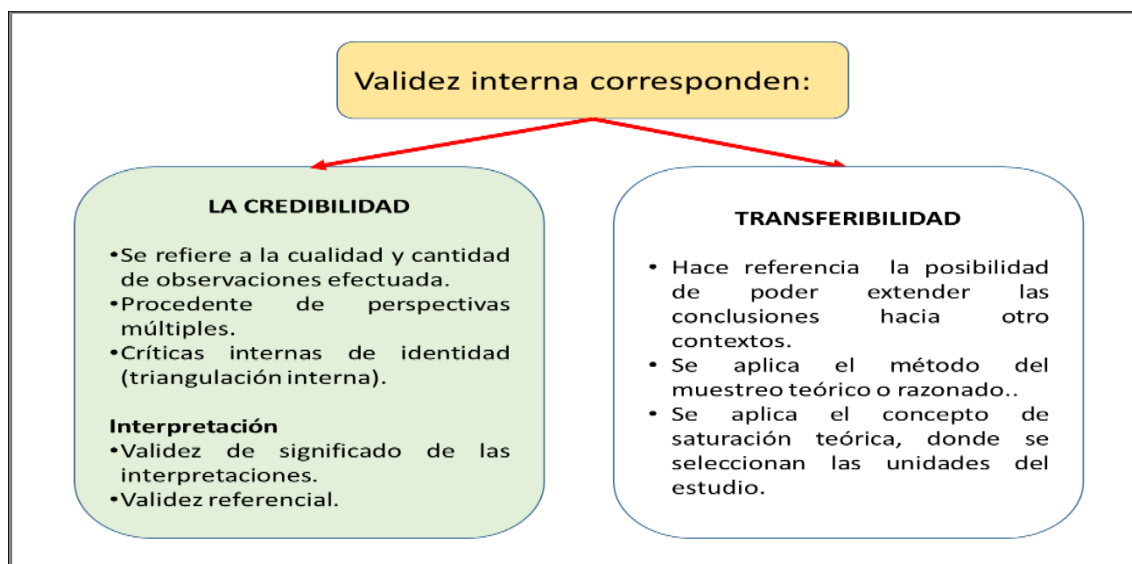 Validez interna corresponden:
LA CREDIBILIDAD
•Se refiere a la cualidad y cantidad
de observaciones efectuada.
•Procedente de perspectivas
múltiples.
•Críticas internas de identidad
(triangulación interna).
Interpretación
•Validez de significado de las
interpretaciones.
•Validez referencial.
TRANSFERIBILIDAD
• Hace referencia la posibilidad
de poder extender las
conclusiones hacia otro
contextos.
• Se aplica el método del
muestreo teórico o razonado..
• Se aplica el concepto de
saturación teórica, donde se
seleccionan las unidades del
estudio.